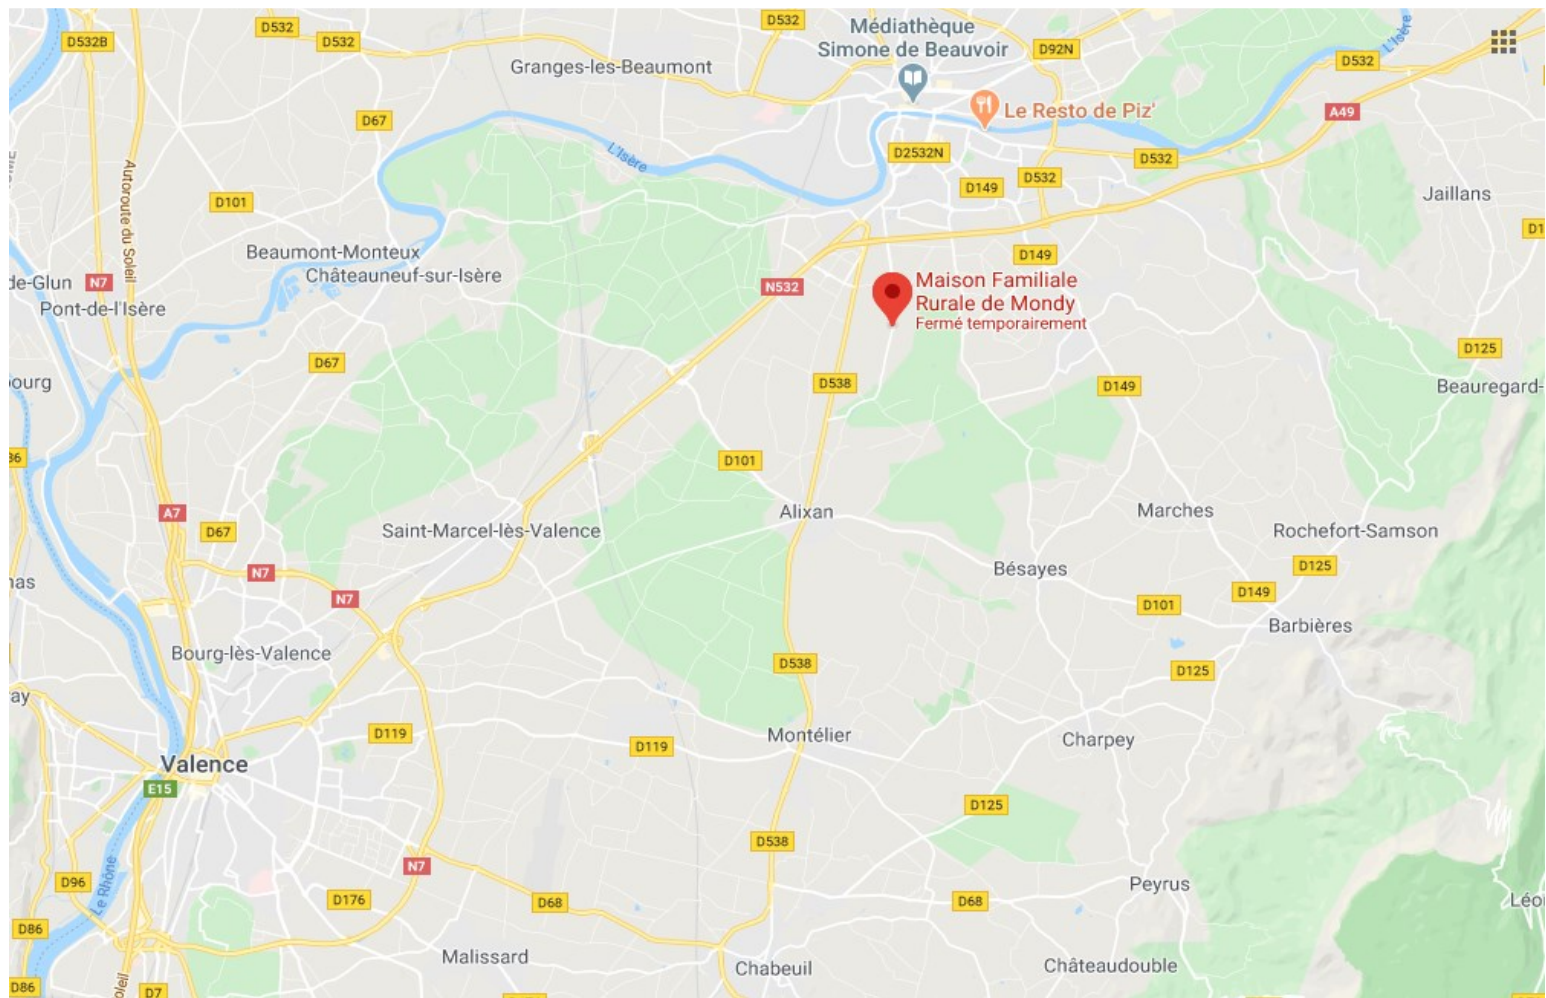 D532
Médiathèque
Simone de Beauvoir
D532B
D532
D532
D92N
L'Isère
D532
Granges-les-Beaumont
Le Resto de Piz'
A49
D67
L'Isère
D2532N
D532
D149
D532
Autoroute du Soleil
D101
Jaillans
Beaumont-Monteux
D149
Châteauneuf-sur-Isère
de-Glun
N7
N532
Maison Familiale
Rurale de Mondy
Fermé temporairement
Pont-de-l'Isère
D67
D125
bourg
D538
D149
Beauregard-
D101
A7
Alixan
Marches
D67
Saint-Marcel-lès-Valence
Rochefort-Samson
D125
N7
Bésayes
nas
N7
D149
D101
Barbières
Bourg-lès-Valence
D538
D125
ray
D119
Montélier
D119
Charpey
Valence
E15
D125
D538
N7
D96
Le Rhône
Peyrus
D176
D68
D68
Léo
D86
Malissard
Chabeuil
Châteaudouble
D86
D7